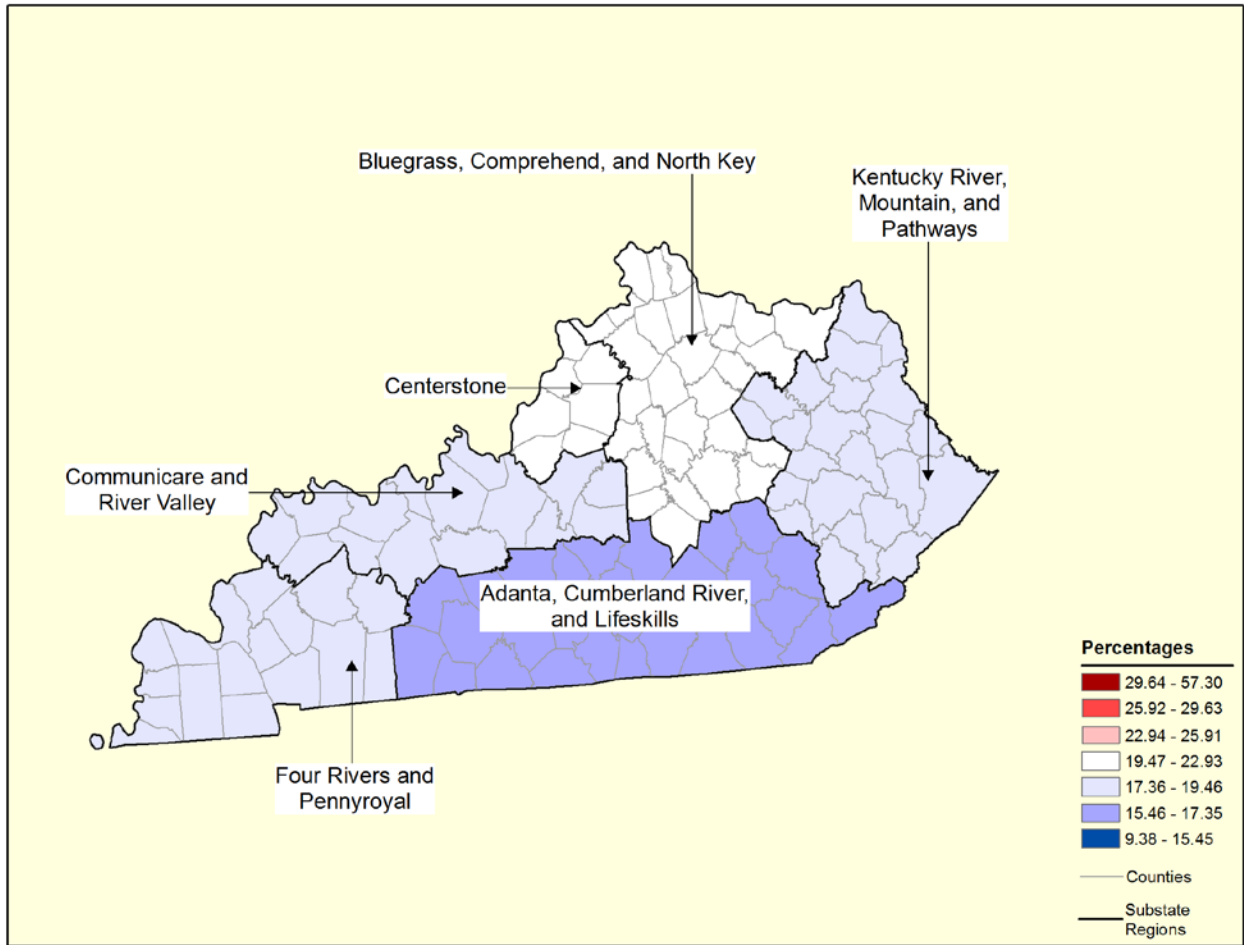 Bluegrass, Comprehend, and North Key
Kentucky River,
Mountain, and
Pathways
Centerstone
Communicare and
River Valley
Adanta, Cumberland River,
and Lifeskills
Four Rivers and
Pennyroyal
Percentages
29.64 - 57.30
25.92 - 29.63
22.94 - 25.91
19.47 - 22.93
17.36 - 19.46
15.46 - 17.35
9.38 - 15.45
Counties
Substate
Regions